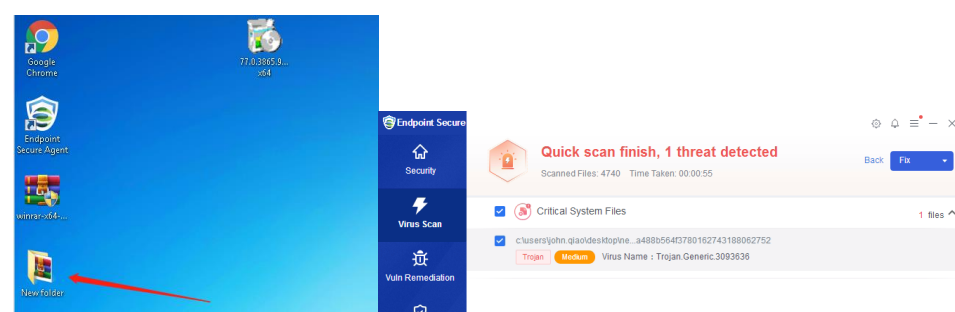 Google
Chrome
77.0.3865.9...
x64
Endpoint
Secure Agent
winrar-x64-...
New folder
Endpoint Secure
Security
Virus Scan
Vuln Remediation
Quick scan finish, 1 threat detected
Scanned Files: 4740 Time Taken: 00:00:55
Back
Fix
Critical System Files
1 files
c:\users\john.qiao\desktop\ne...a488b564f3780162743188062752
Trojan
Medium
Virus Name : Trojan.Generic.3093636